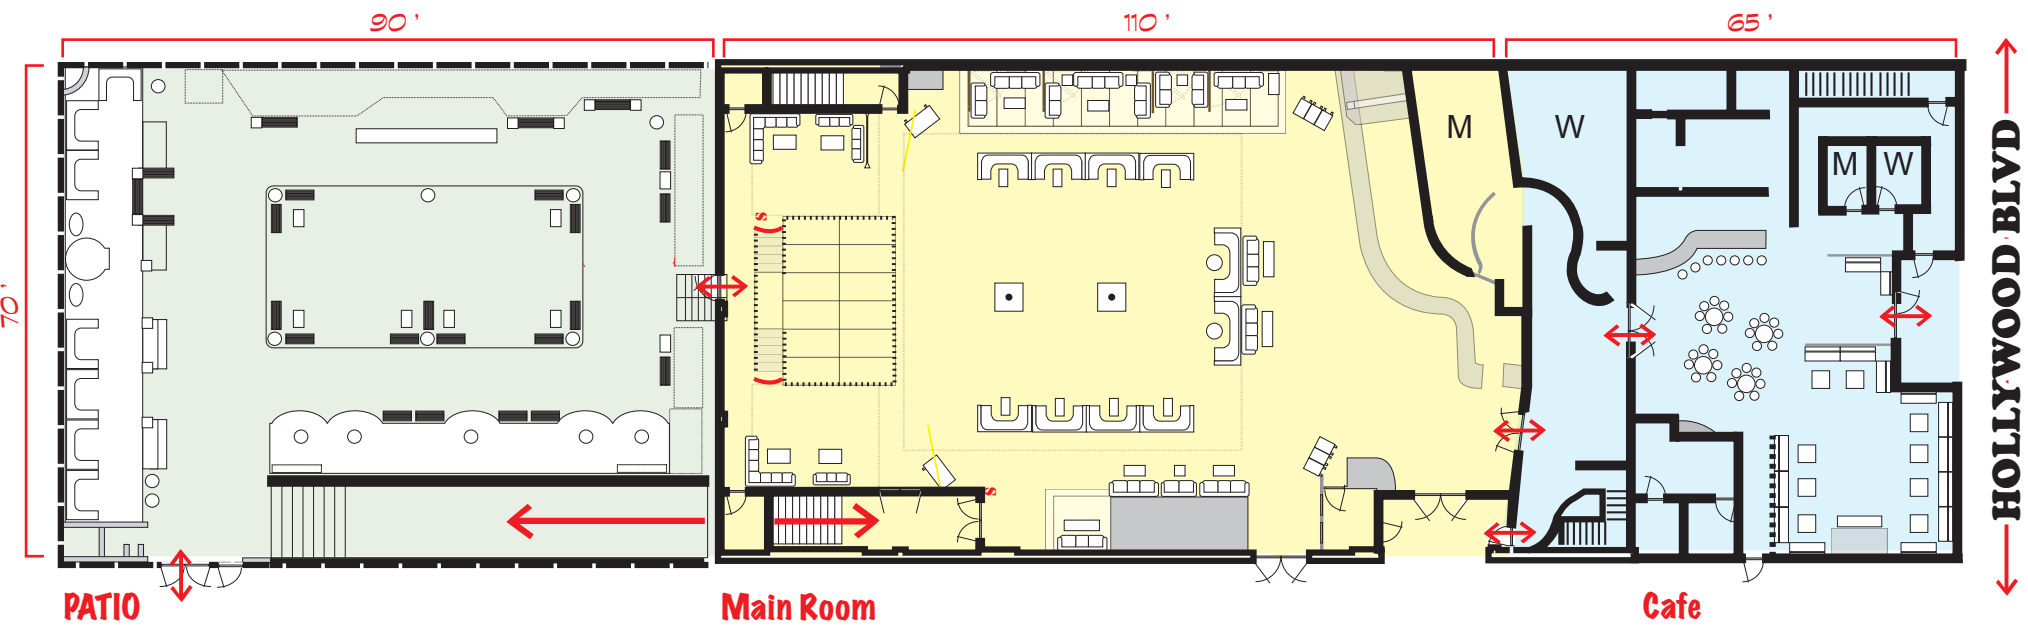 90 '
110 '
65 '
70 '
M
W
M
W
s
s
HOLLYWOOD BLVD
PATIO
Main Room
Cafe